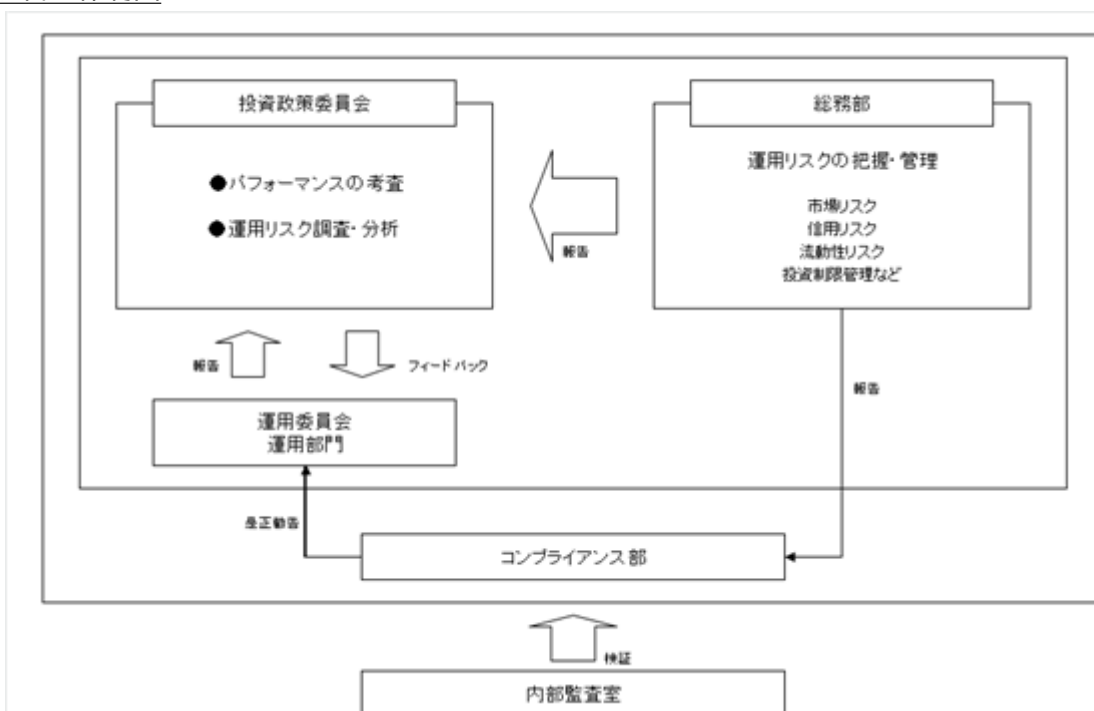 投資政策委員会
●パフォーマンスの考査
●運用リスク調査・分析
総務部
運用リスクの把握・管理
市場リスク
信用リスク
流動性リスク
投資制限管理など
報告
報告
フィードバック
報告
運用委員会
運用部門
是正勧告
コンプライアンス部
検証
内部監査室